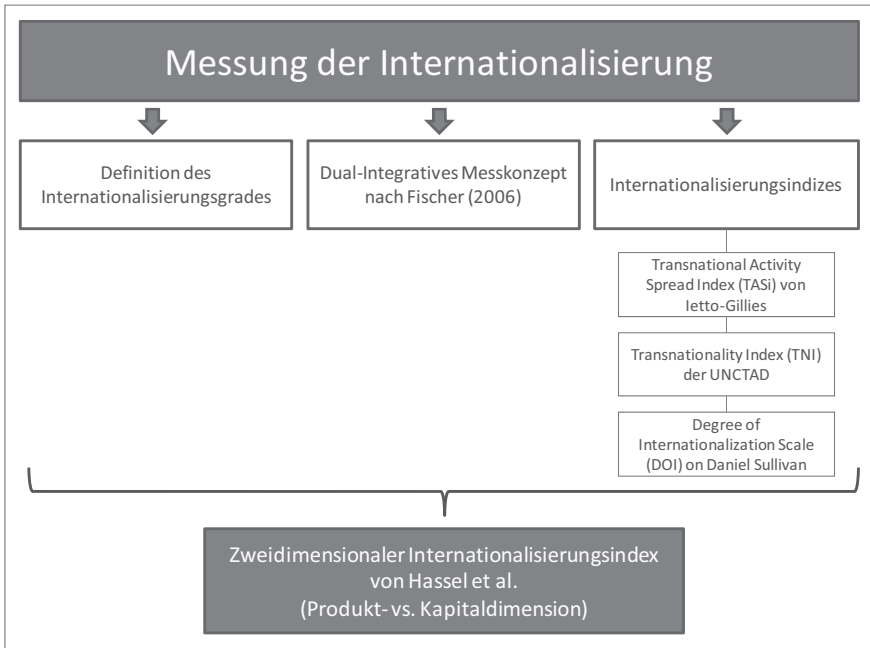 Messung der Internationalisierung
Definition des
Internationalisierungsgrades
Dual-Integratives Messkonzept
nach Fischer (2006)
Internationalisierungsindizes
Transnational Activity
Spread Index (TASi) von
Ietto-Gillies
Transnationality Index (TNI)
der UNCTAD
Degree of
Internationalization Scale
(DOI) on Daniel Sullivan
Zweidimensionaler Internationalisierungsindex
von Hassel et al.
(Produkt- vs. Kapitaldimension)